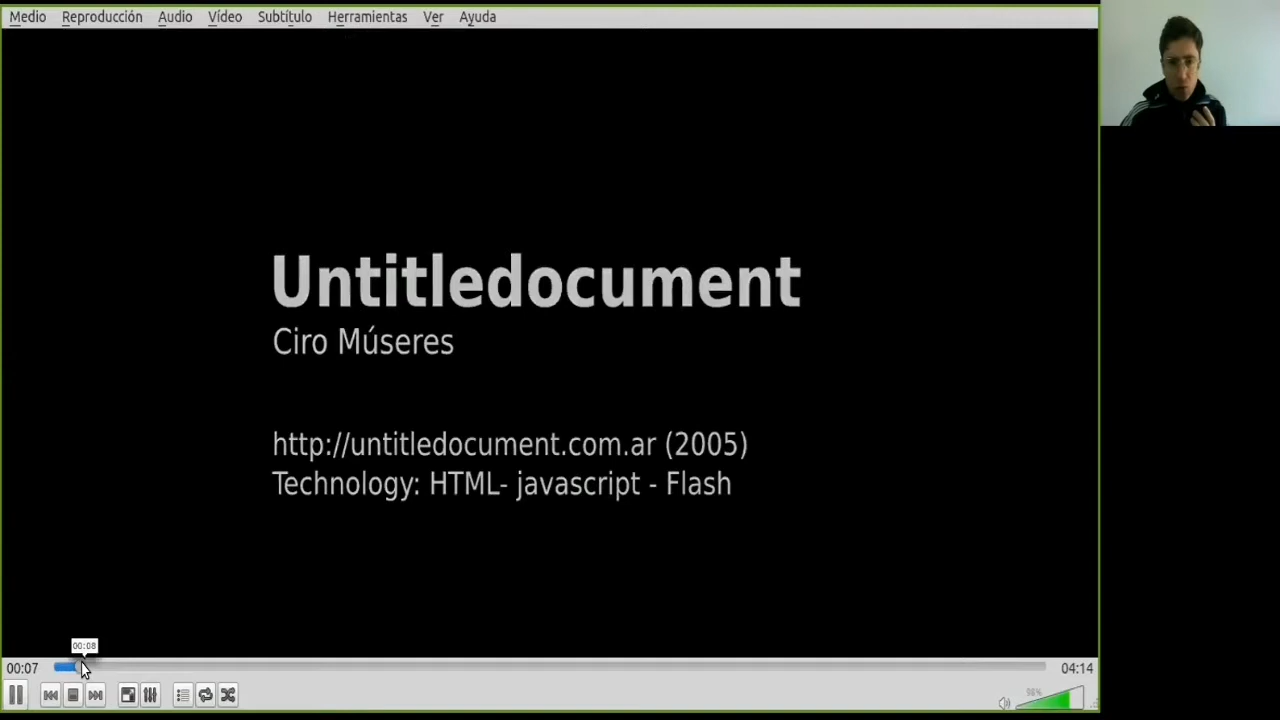 Medio Reproducción Audio Vídeo Subtítulo Herramientas Ver Ayuda
Untitledocument
Ciro Múseres
http://untitledocument.com.ar (2005)
Technology: HTML- javascript - Flash
00:08
00:07 04:14
98%